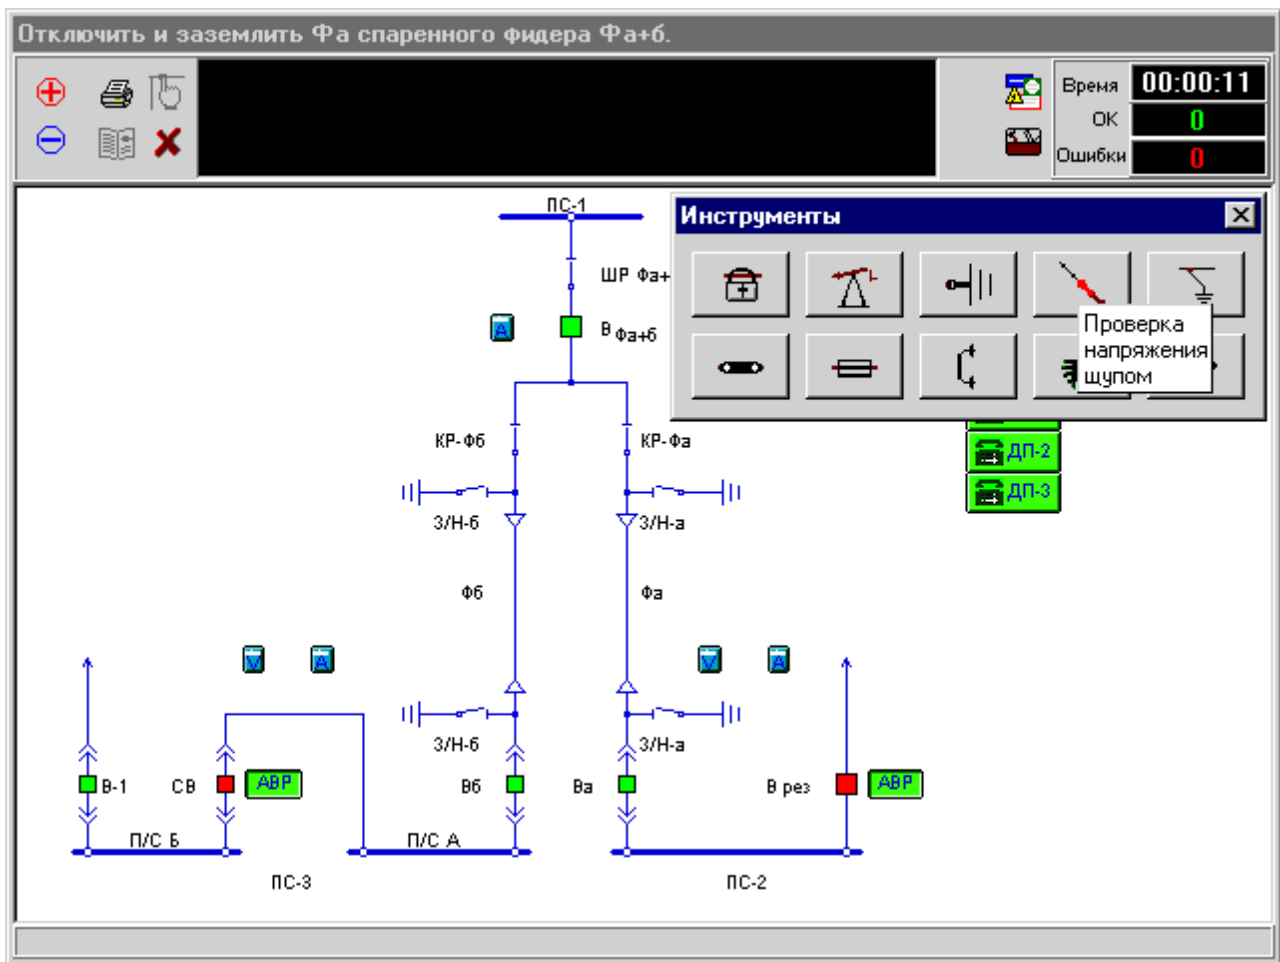 Отключить и заземлить Фа спаренного фидера Фа+б.
Время 00:00:11
ОК 0
Ошибки 0
ПС-1
Инструменты
ШР Фа+
А
В Фа+б
Проверка
напряжения
щупом
КР-Фб
КР-Фа
ДП-2
ДП-3
З/Н-б
З/Н-а
Фб
Фа
V
А
V
А
З/Н-б
З/Н-а
В-1
СВ
АВР
Вб
Ва
В рез
АВР
П/С Б
П/С А
ПС-3
ПС-2